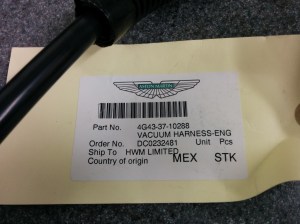 ASTON MARTIN
Part No. 4G43-37-10288
VACUUM HARNESS-ENG
Order No. DC0232481 Unit Pcs
Ship To HWM LIMITED
Country of origin MEX STK